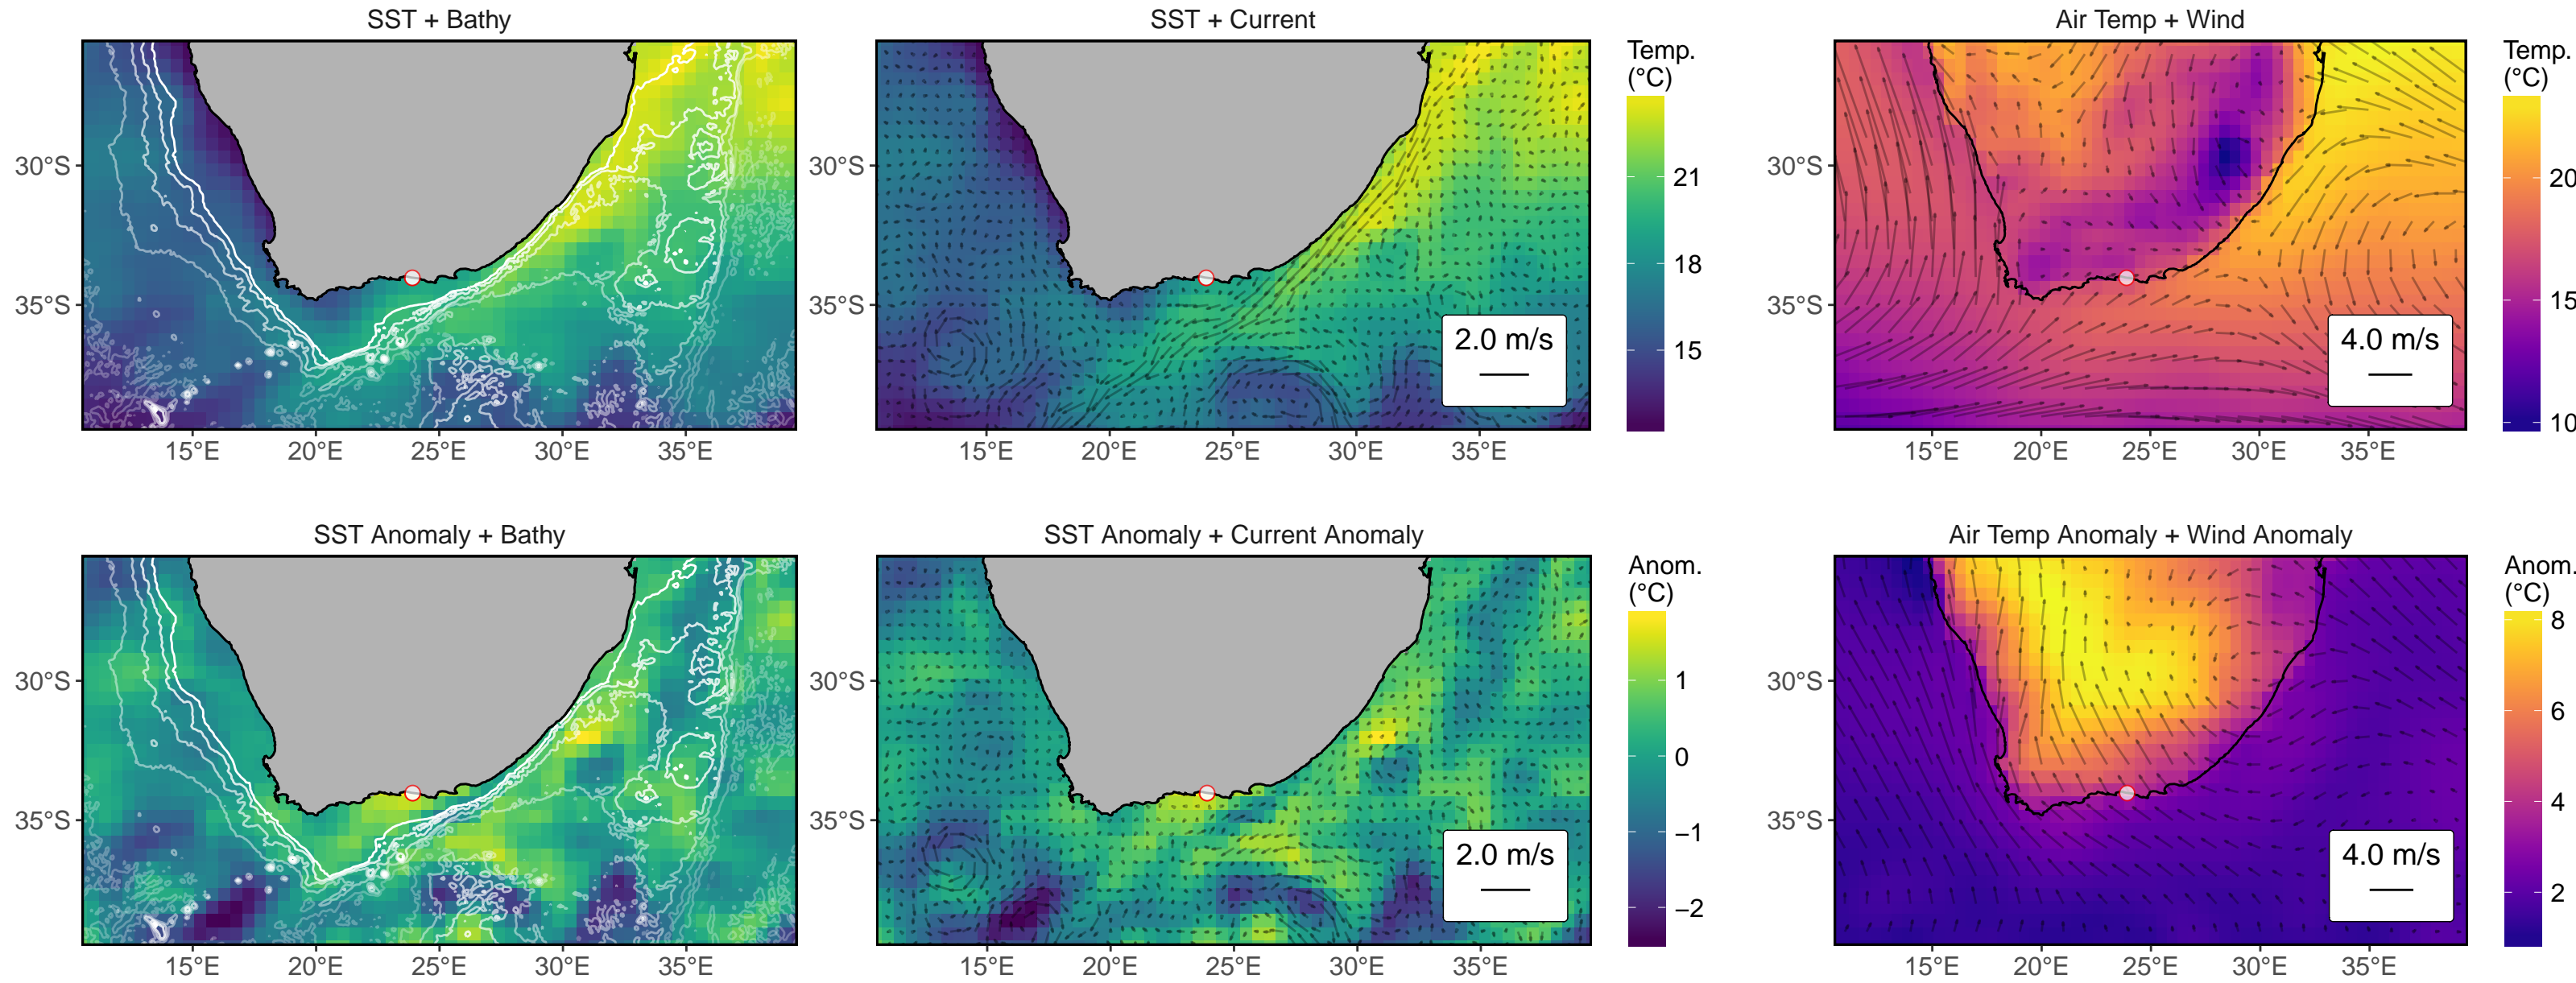 SST + Bathy
SST + Current
Air Temp + Wind
30°S
35°S
15°E
20°E
25°E
30°E
35°E
30°S
35°S
15°E
20°E
25°E
30°E
35°E
2.0 m/s
Temp.
(°C)
21
18
15
30°S
35°S
15°E
20°E
25°E
30°E
35°E
4.0 m/s
Temp.
(°C)
20
15
10
SST Anomaly + Bathy
SST Anomaly + Current Anomaly
Air Temp Anomaly + Wind Anomaly
30°S
35°S
15°E
20°E
25°E
30°E
35°E
30°S
35°S
15°E
20°E
25°E
30°E
35°E
2.0 m/s
Anom.
(°C)
1
0
−1
−2
30°S
35°S
15°E
20°E
25°E
30°E
35°E
4.0 m/s
Anom.
(°C)
8
6
4
2